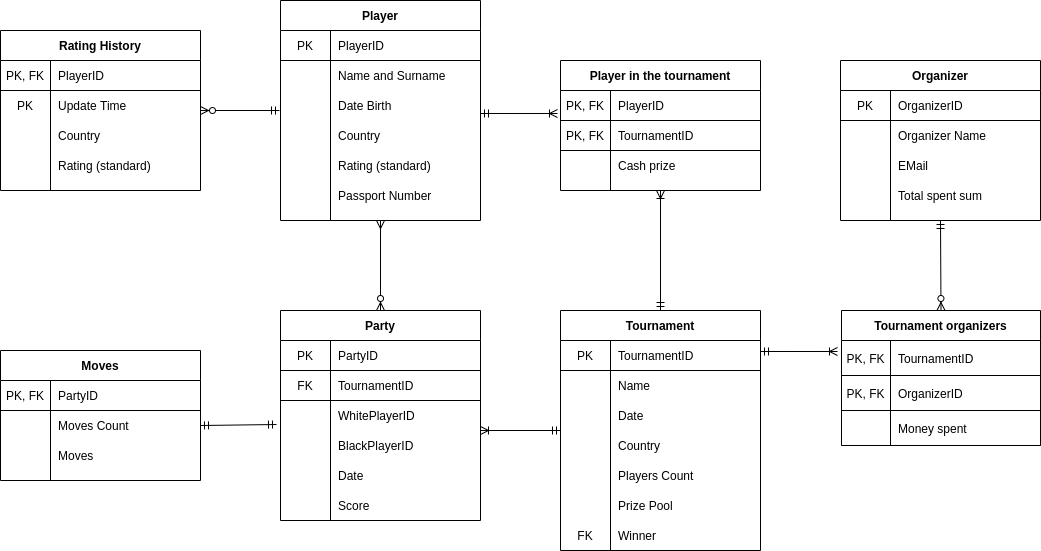 Rating History
PK, FK PlayerID
PK Update Time
Country
Rating (standard)
Player
PK PlayerID
Name and Surname
Date Birth
Country
Rating (standard)
Passport Number
Player in the tournament
PK, FK PlayerID
PK, FK TournamentID
Cash prize
Organizer
PK OrganizerID
Organizer Name
EMail
Total spent sum
Moves
PK, FK PartyID
Moves Count
Moves
Party
PK PartyID
FK TournamentID
WhitePlayerID
BlackPlayerID
Date
Score
Tournament
PK TournamentID
Name
Date
Country
Players Count
Prize Pool
FK Winner
Tournament organizers
PK, FK TournamentID
PK, FK OrganizerID
Money spent